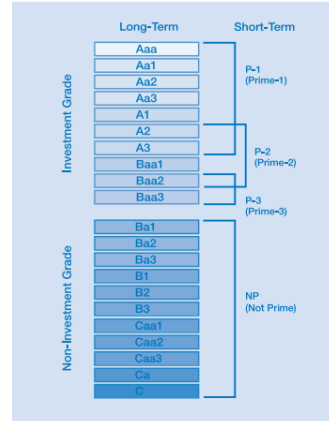 Long-Term Short-Term
Investment Grade
Aaa
Aa1
Aa2
Aa3
A1
A2
A3
Baa1
Baa2
Baa3
P-1
(Prime-1)
P-2
(Prime-2)
P-3
(Prime-3)
Non-Investment Grade
Ba1
Ba2
Ba3
B1
B2
B3
Caa1
Caa2
Caa3
Ca
C
NP
(Not Prime)